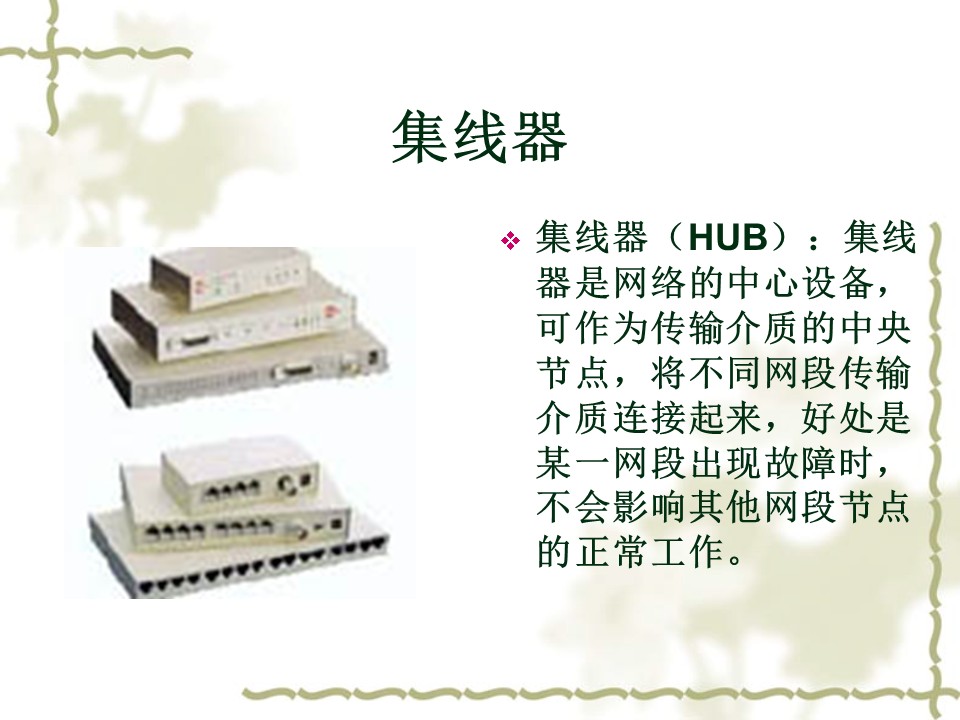 集线器
集线器（HUB）：集线
器是网络的中心设备，
可作为传输介质的中央
节点，将不同网段传输
介质连接起来，好处是
某一网段出现故障时，
不会影响其他网段节点
的正常工作。